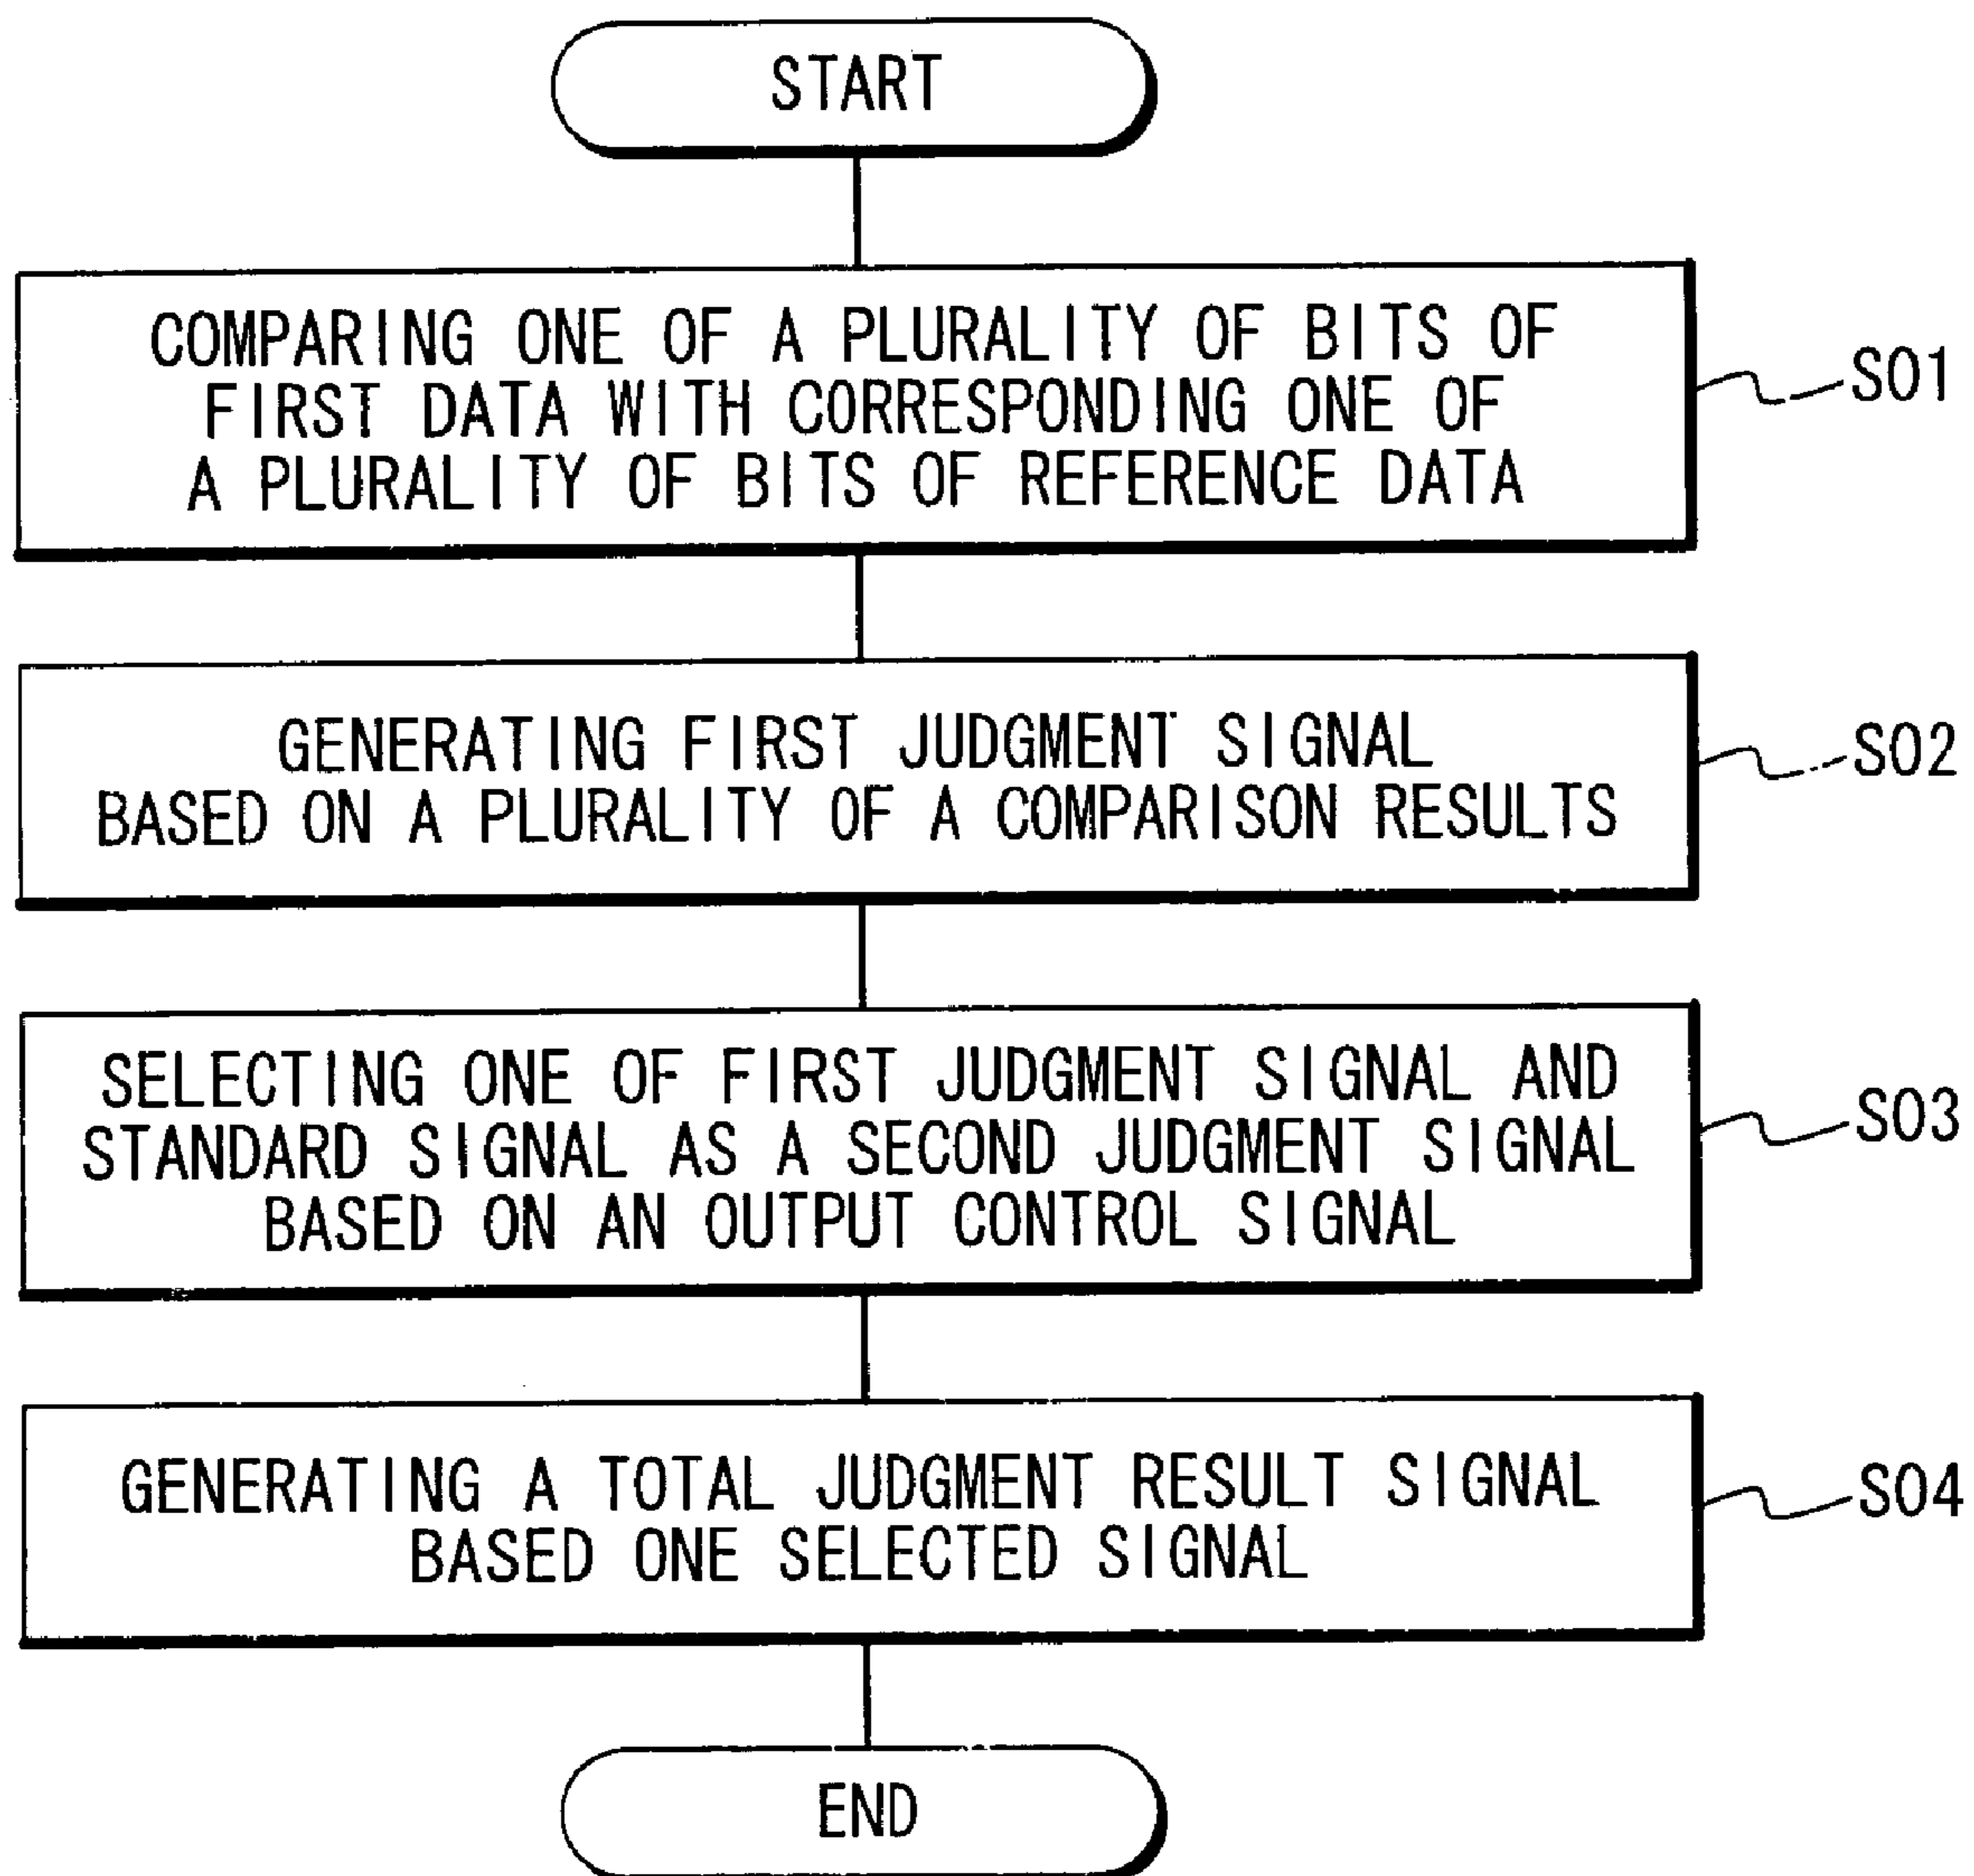 START
COMPARING ONE OF A PLURALITY OF BITS OF
FIRST DATA WITH CORRESPONDING ONE OF
A PLURALITY OF BITS OF REFERENCE DATA
S01
GENERATING FIRST JUDGMENT SIGNAL
BASED ON A PLURALITY OF A COMPARISON RESULTS
S02
SELECTING ONE OF FIRST JUDGMENT SIGNAL AND
STANDARD SIGNAL AS A SECOND JUDGMENT SIGNAL
BASED ON AN OUTPUT CONTROL SIGNAL
S03
GENERATING A TOTAL JUDGMENT RESULT SIGNAL
BASED ONE SELECTED SIGNAL
S04
END